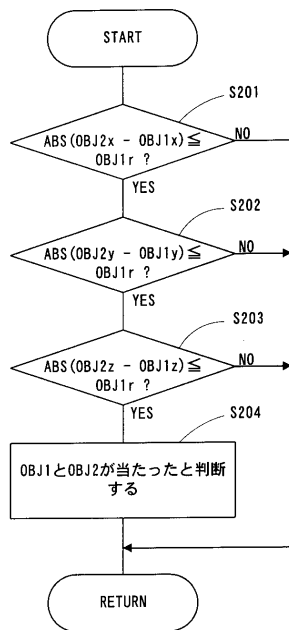 START
S201
ABS(OBJ2x - OBJ1x)≦
OBJ1r ?
NO
YES
S202
ABS(OBJ2y - OBJ1y)≦
OBJ1r ?
NO
YES
S203
ABS(OBJ2z - OBJ1z)≦
OBJ1r ?
NO
YES
S204
OBJ1とOBJ2が当たったと判断
する
RETURN